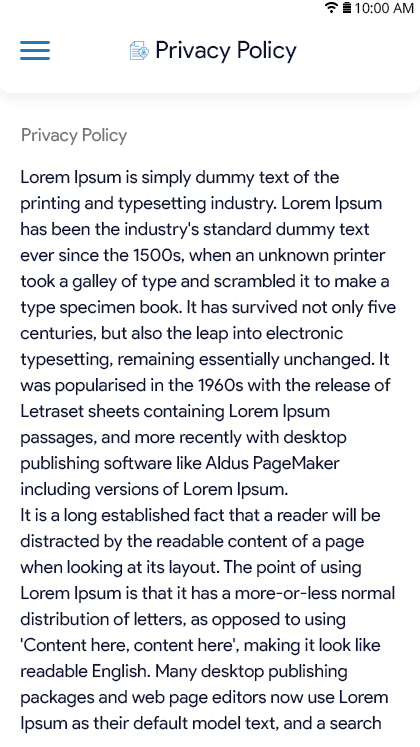 10:00 AM
Privacy Policy
Privacy Policy
Lorem Ipsum is simply dummy text of the
printing and typesetting industry. Lorem Ipsum
has been the industry's standard dummy text
ever since the 1500s, when an unknown printer
took a galley of type and scrambled it to make a
type specimen book. It has survived not only five
centuries, but also the leap into electronic
typesetting, remaining essentially unchanged. It
was popularised in the 1960s with the release of
Letraset sheets containing Lorem Ipsum
passages, and more recently with desktop
publishing software like Aldus PageMaker
including versions of Lorem Ipsum.
It is a long established fact that a reader will be
distracted by the readable content of a page
when looking at its layout. The point of using
Lorem Ipsum is that it has a more-or-less normal
distribution of letters, as opposed to using
'Content here, content here', making it look like
readable English. Many desktop publishing
packages and web page editors now use Lorem
Ipsum as their default model text, and a search